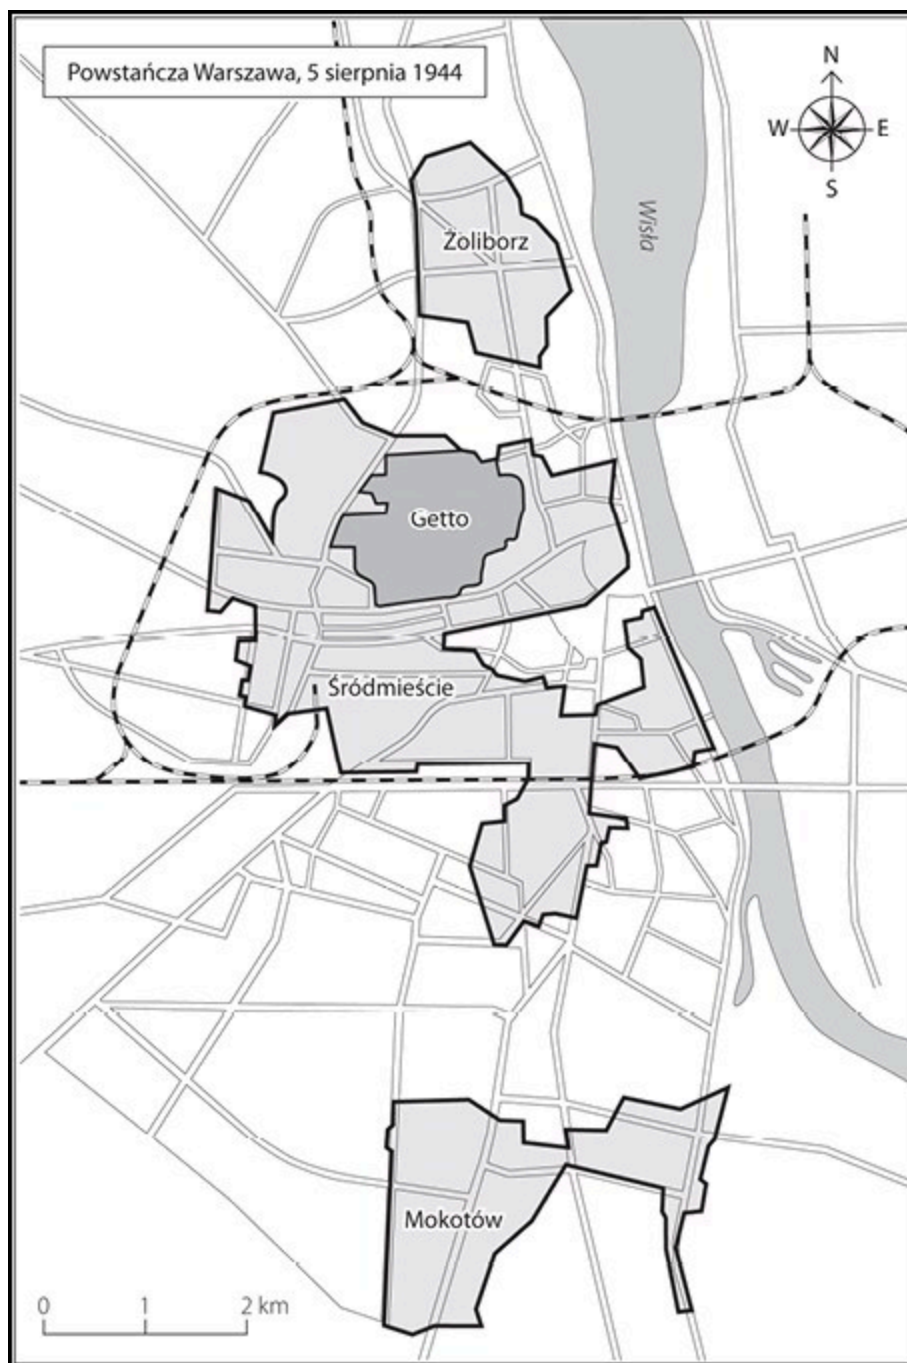 Powstańcza Warszawa, 5 sierpnia 1944
N
W E
S
Wisła
Żoliborz
Getto
Śródmieście
Mokotów
0 1 2 km